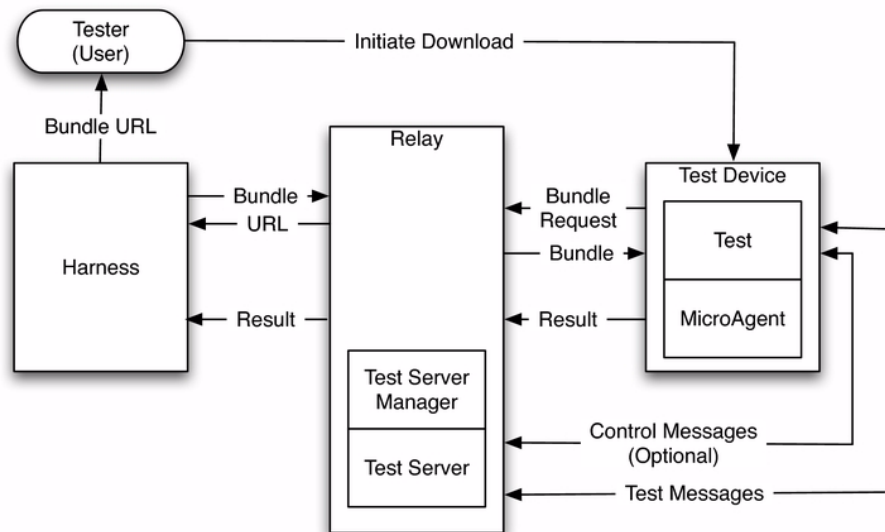 Tester
(User)
Initiate Download
Bundle URL
Relay
Test Device
Bundle
URL
Bundle
Request
Bundle
Test
Harness
MicroAgent
Result
Result
Test Server
Manager
Test Server
Control Messages
(Optional)
Test Messages